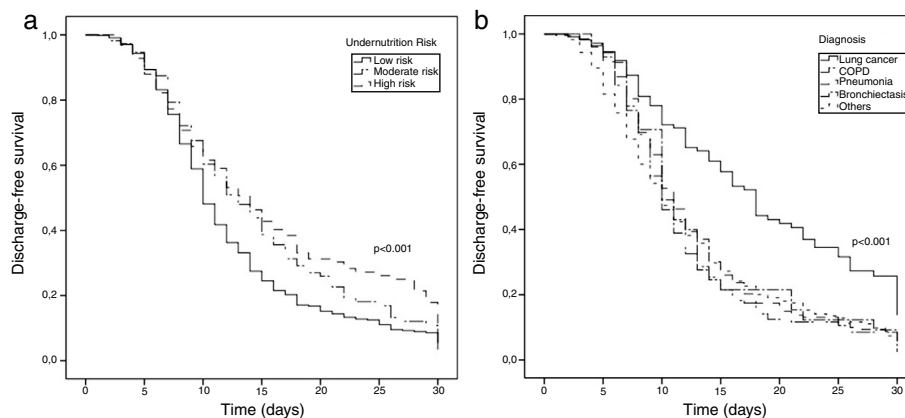 a
Undernutrition Risk
Low risk
Moderate risk
High risk
Discharge-free survival
1,0
0,8
0,6
0,4
0,2
0,0
p<0.001
0 5 10 15 20 25 30
Time (days)
b
Diagnosis
Lung cancer
COPD
Pneumonia
Bronchiectasis
Others
Discharge-free survival
1,0
0,8
0,6
0,4
0,2
0,0
p<0.001
0 5 10 15 20 25 30
Time (days)